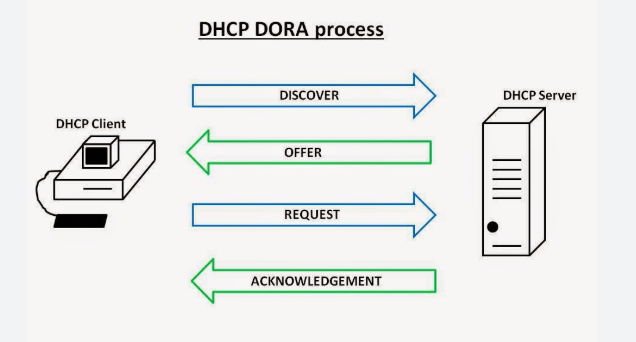 DHCP DORA process
DISCOVER
DHCP Server
DHCP Client
OFFER
REQUEST
ACKNOWLEDGEMENT